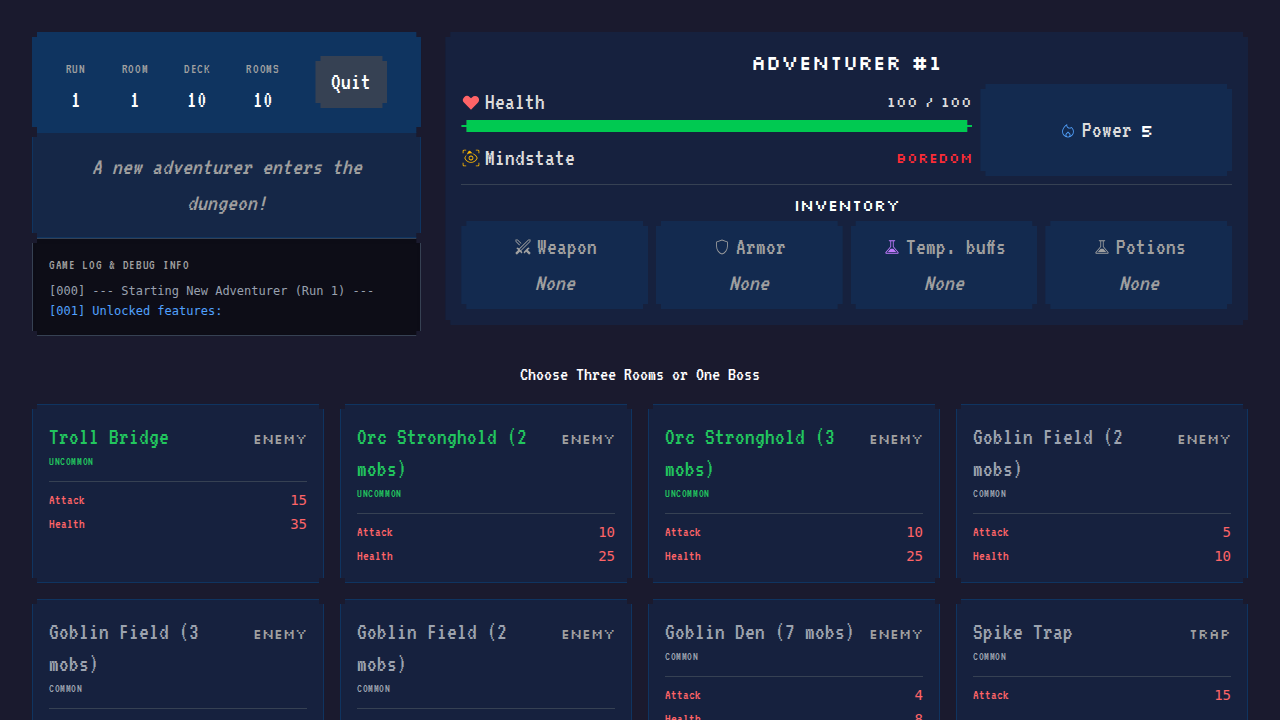 RUN ROOM DECK ROOMS
1 1 10 10
Quit
A new adventurer enters the
dungeon!
GAME LOG & DEBUG INFO
[000] --- Starting New Adventurer (Run 1) ---
[001] Unlocked features:
ADVENTURER #1
Health 100 / 100
Mindstate BOREDOM
Power 5
INVENTORY
Weapon Armor Temp. buffs Potions
None None None None
Choose Three Rooms or One Boss
Troll Bridge ENEMY
UNCOMMON
Attack 15
Health 35
Orc Stronghold (2 ENEMY
mobs)
UNCOMMON
Attack 10
Health 25
Orc Stronghold (3 ENEMY
mobs)
UNCOMMON
Attack 10
Health 25
Goblin Field (2 ENEMY
mobs)
COMMON
Attack 5
Health 10
Goblin Field (3 ENEMY
mobs)
COMMON
Goblin Field (2 ENEMY
mobs)
COMMON
Goblin Den (7 mobs) ENEMY
COMMON
Attack 4
Health 8
Spike Trap TRAP
COMMON
Attack 15